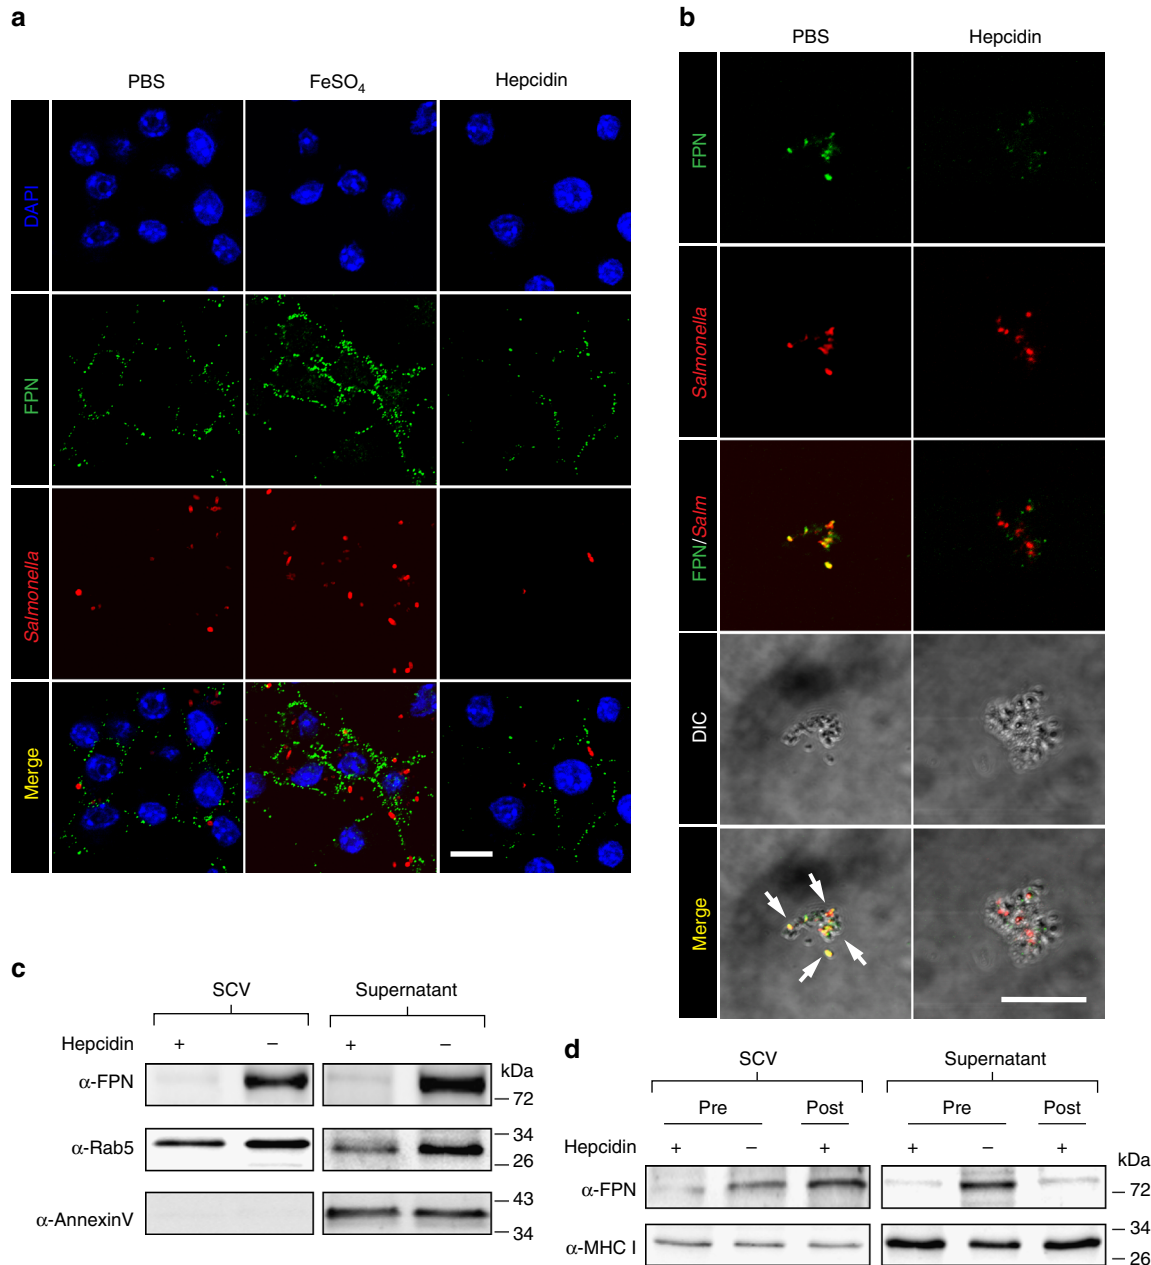 a
PBS FeSO4 Hepcidin
DAPI
FPN
Salmonella
Merge
b
PBS Hepcidin
FPN
Salmonella
FPN/Salm
DIC
Merge
c
SCV Supernatant
Hepcidin + − + −
kDa
α-FPN
72
α-Rab5
34
26
α-AnnexinV
43
34
d
SCV Supernatant
Pre Post Pre Post
Hepcidin + − + + − +
kDa
α-FPN
72
α-MHC I
34
26